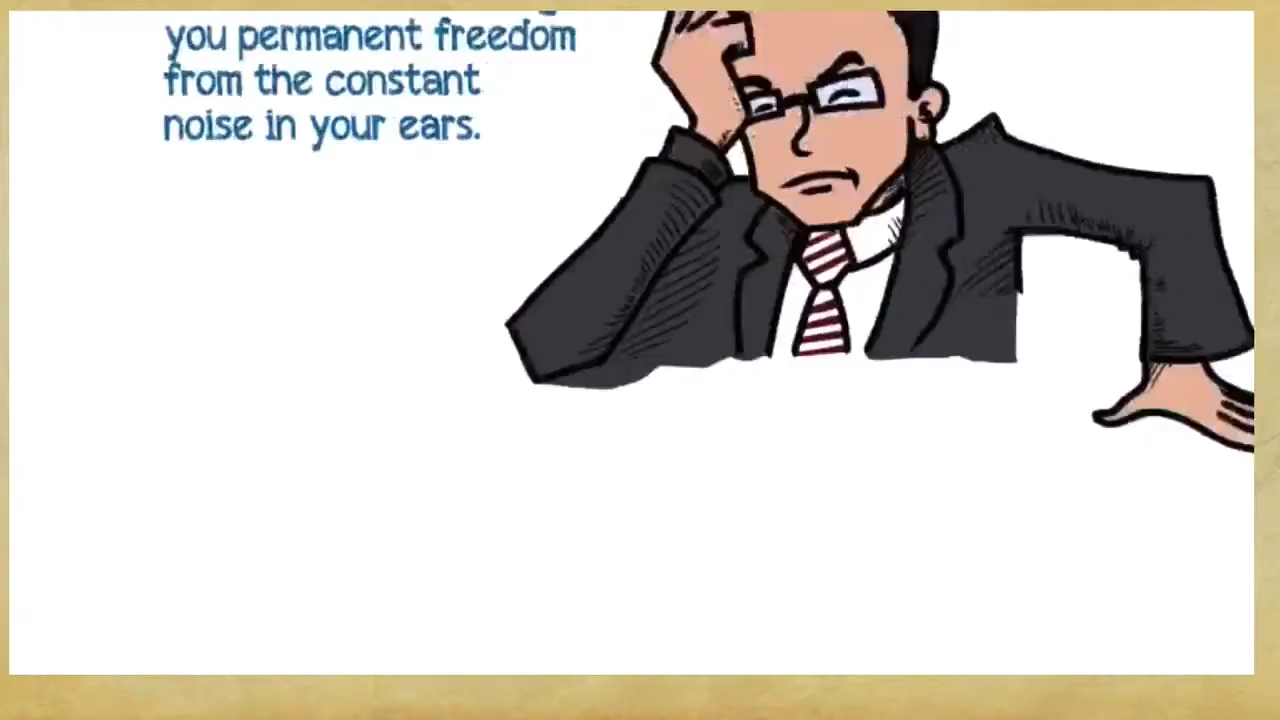 you permanent freedom
from the constant
noise in your ears.